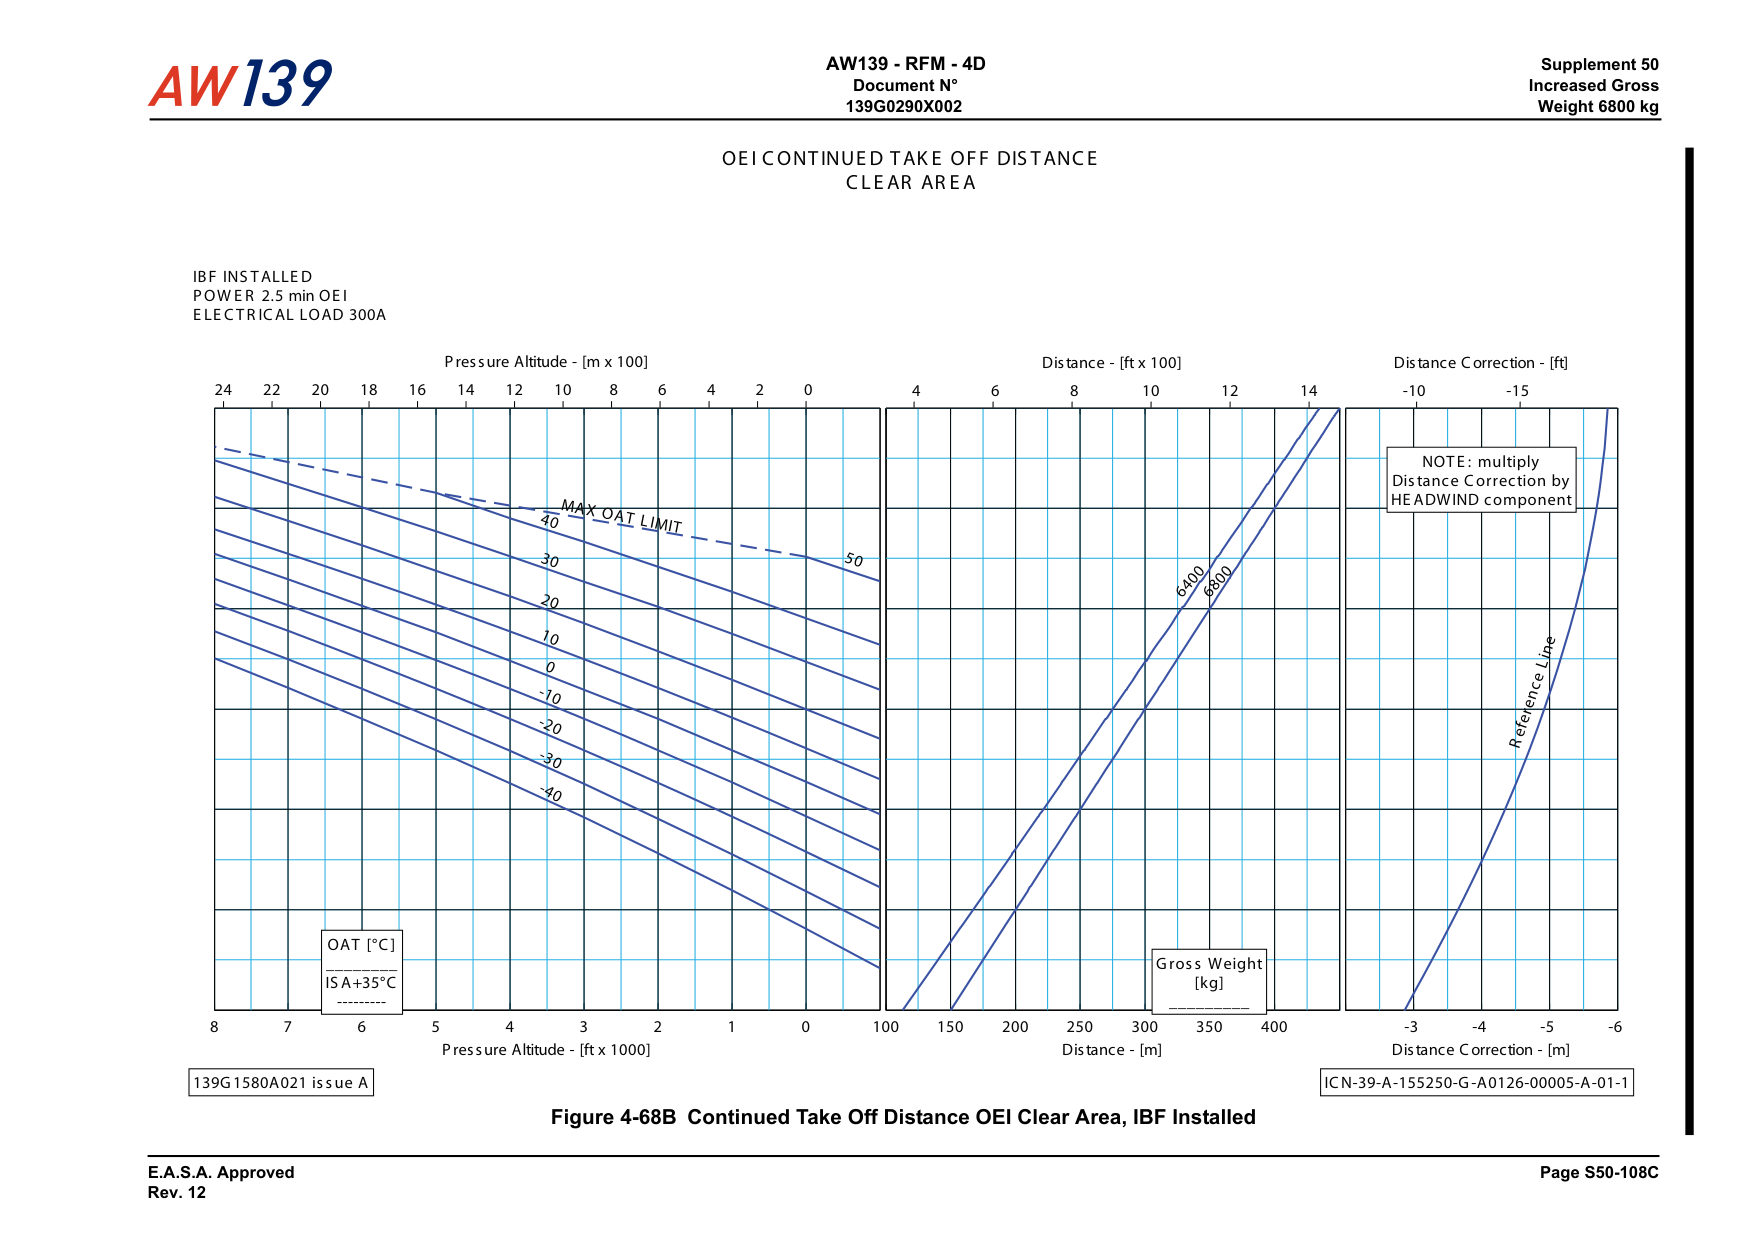 AW139
AW139 - RFM - 4D
Document N°
139G0290X002
Supplement 50
Increased Gross
Weight 6800 kg
OEI CONTINUED TAKE OFF DISTANCE
CLEAR AREA
IBF INSTALLED
POWER 2.5 min OEI
ELECTRICAL LOAD 300A
Pressure Altitude - [m x 100]
24 22 20 18 16 14 12 10 8 6 4 2 0
Distance - [ft x 100]
4 6 8 10 12 14
Distance Correction - [ft]
-10 -15
MAX OAT LIMIT
50
40
30
20
10
0
-10
-20
-30
-40
OAT [°C]
________
ISA+35°C
---------
8 7 6 5 4 3 2 1 0
Pressure Altitude - [ft x 1000]
6400
6800
Gross Weight
[kg]
_________
100 150 200 250 300 350 400
Distance - [m]
NOTE: multiply
Distance Correction by
HEADWIND component
Reference Line
-3 -4 -5 -6
Distance Correction - [m]
139G1580A021 issue A
ICN-39-A-155250-G-A0126-00005-A-01-1
Figure 4-68B Continued Take Off Distance OEI Clear Area, IBF Installed
E.A.S.A. Approved
Rev. 12
Page S50-108C